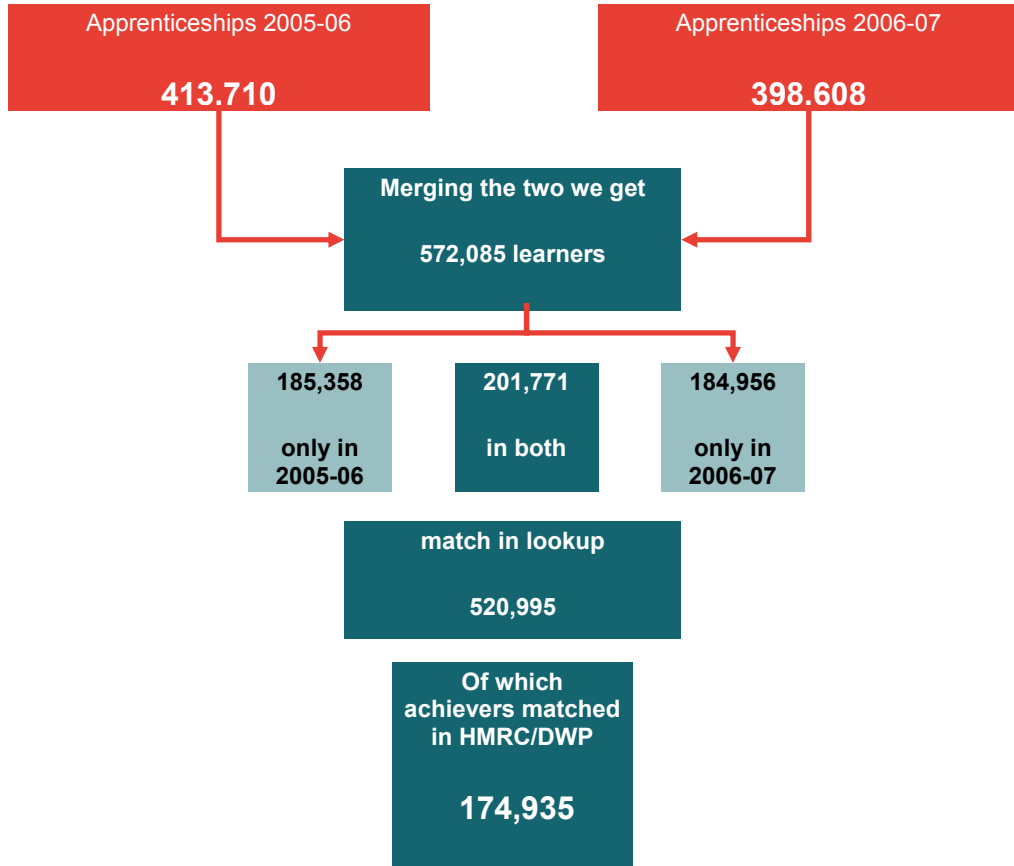 Apprenticeships 2005-06
413.710
Apprenticeships 2006-07
398.608
Merging the two we get
572,085 learners
185,358
only in
2005-06
201,771
in both
184,956
only in
2006-07
match in lookup
520,995
Of which
achievers matched
in HMRC/DWP
174,935